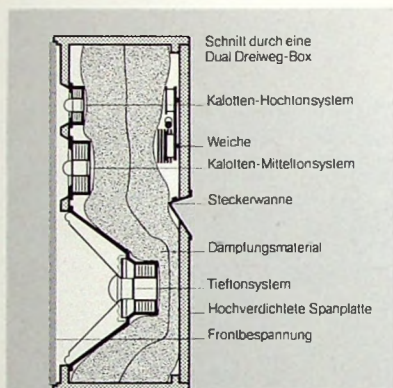 Schnitt durch eine
Dual Dreiweg-Box
Kalotten-Hochtonsystem
Weiche
Kalotten-Mitteltonsystem
Steckerwanne
Dämpfungsmaterial
Tieftonsystem
Hochverdichtete Spanplatte
Frontbespannung